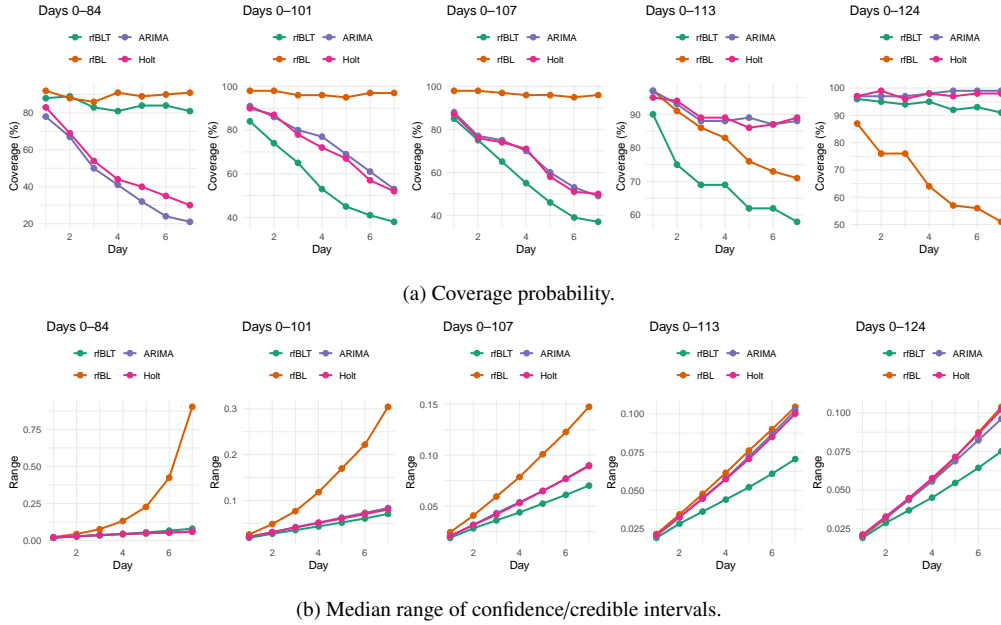 Days 0–84
Days 0–101
Days 0–107
Days 0–113
Days 0–124
rfBLT ARIMA
rfBL Holt
rfBLT ARIMA
rfBL Holt
rfBLT ARIMA
rfBL Holt
rfBLT ARIMA
rfBL Holt
rfBLT ARIMA
rfBL Holt
Coverage (%)
80
60
40
20
2 4 6
Day
Coverage (%)
100
80
60
40
2 4 6
Day
Coverage (%)
100
80
60
40
2 4 6
Day
Coverage (%)
90
80
70
60
2 4 6
Day
Coverage (%)
100
90
80
70
60
50
2 4 6
Day
(a) Coverage probability.
Days 0–84
Days 0–101
Days 0–107
Days 0–113
Days 0–124
rfBLT ARIMA
rfBL Holt
rfBLT ARIMA
rfBL Holt
rfBLT ARIMA
rfBL Holt
rfBLT ARIMA
rfBL Holt
rfBLT ARIMA
rfBL Holt
Range
0.75
0.50
0.25
0.00
2 4 6
Day
Range
0.3
0.2
0.1
2 4 6
Day
Range
0.15
0.10
0.05
2 4 6
Day
Range
0.100
0.075
0.050
0.025
2 4 6
Day
Range
0.100
0.075
0.050
0.025
2 4 6
Day
(b) Median range of confidence/credible intervals.